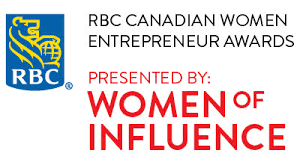 RBC
®
RBC CANADIAN WOMEN
ENTREPRENEUR AWARDS
PRESENTED BY:
WOMEN OF
INFLUENCE